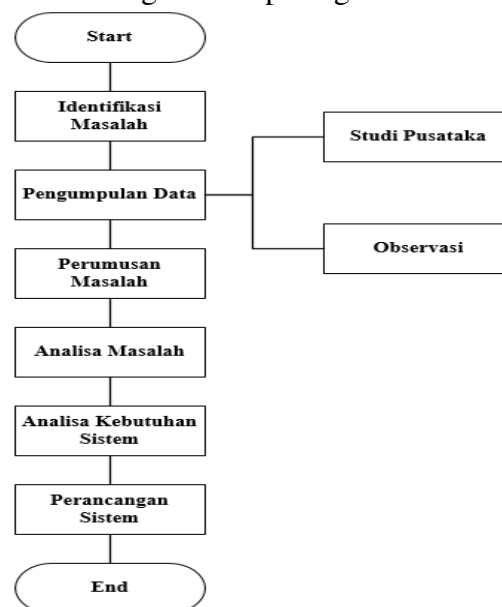 Start
Identifikasi
Masalah
Pengumpulan Data
Studi Pusataka
Observasi
Perumusan
Masalah
Analisa Masalah
Analisa Kebutuhan
Sistem
Perancangan
Sistem
End